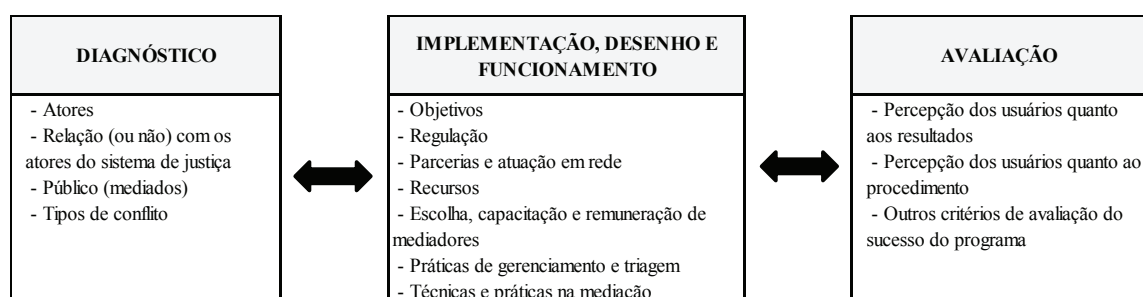 DIAGNÓSTICO
- Atores
- Relação (ou não) com os
atores do sistema de justiça
- Público (mediados)
- Tipos de conflito
IMPLEMENTAÇÃO, DESENHO E
FUNCIONAMENTO
- Objetivos
- Regulação
- Parcerias e atuação em rede
- Recursos
- Escolha, capacitação e remuneração de
mediadores
- Práticas de gerenciamento e triagem
- Técnicas e práticas na mediação
AVALIAÇÃO
- Percepção dos usuários quanto
aos resultados
- Percepção dos usuários quanto ao
procedimento
- Outros critérios de avaliação do
sucesso do programa